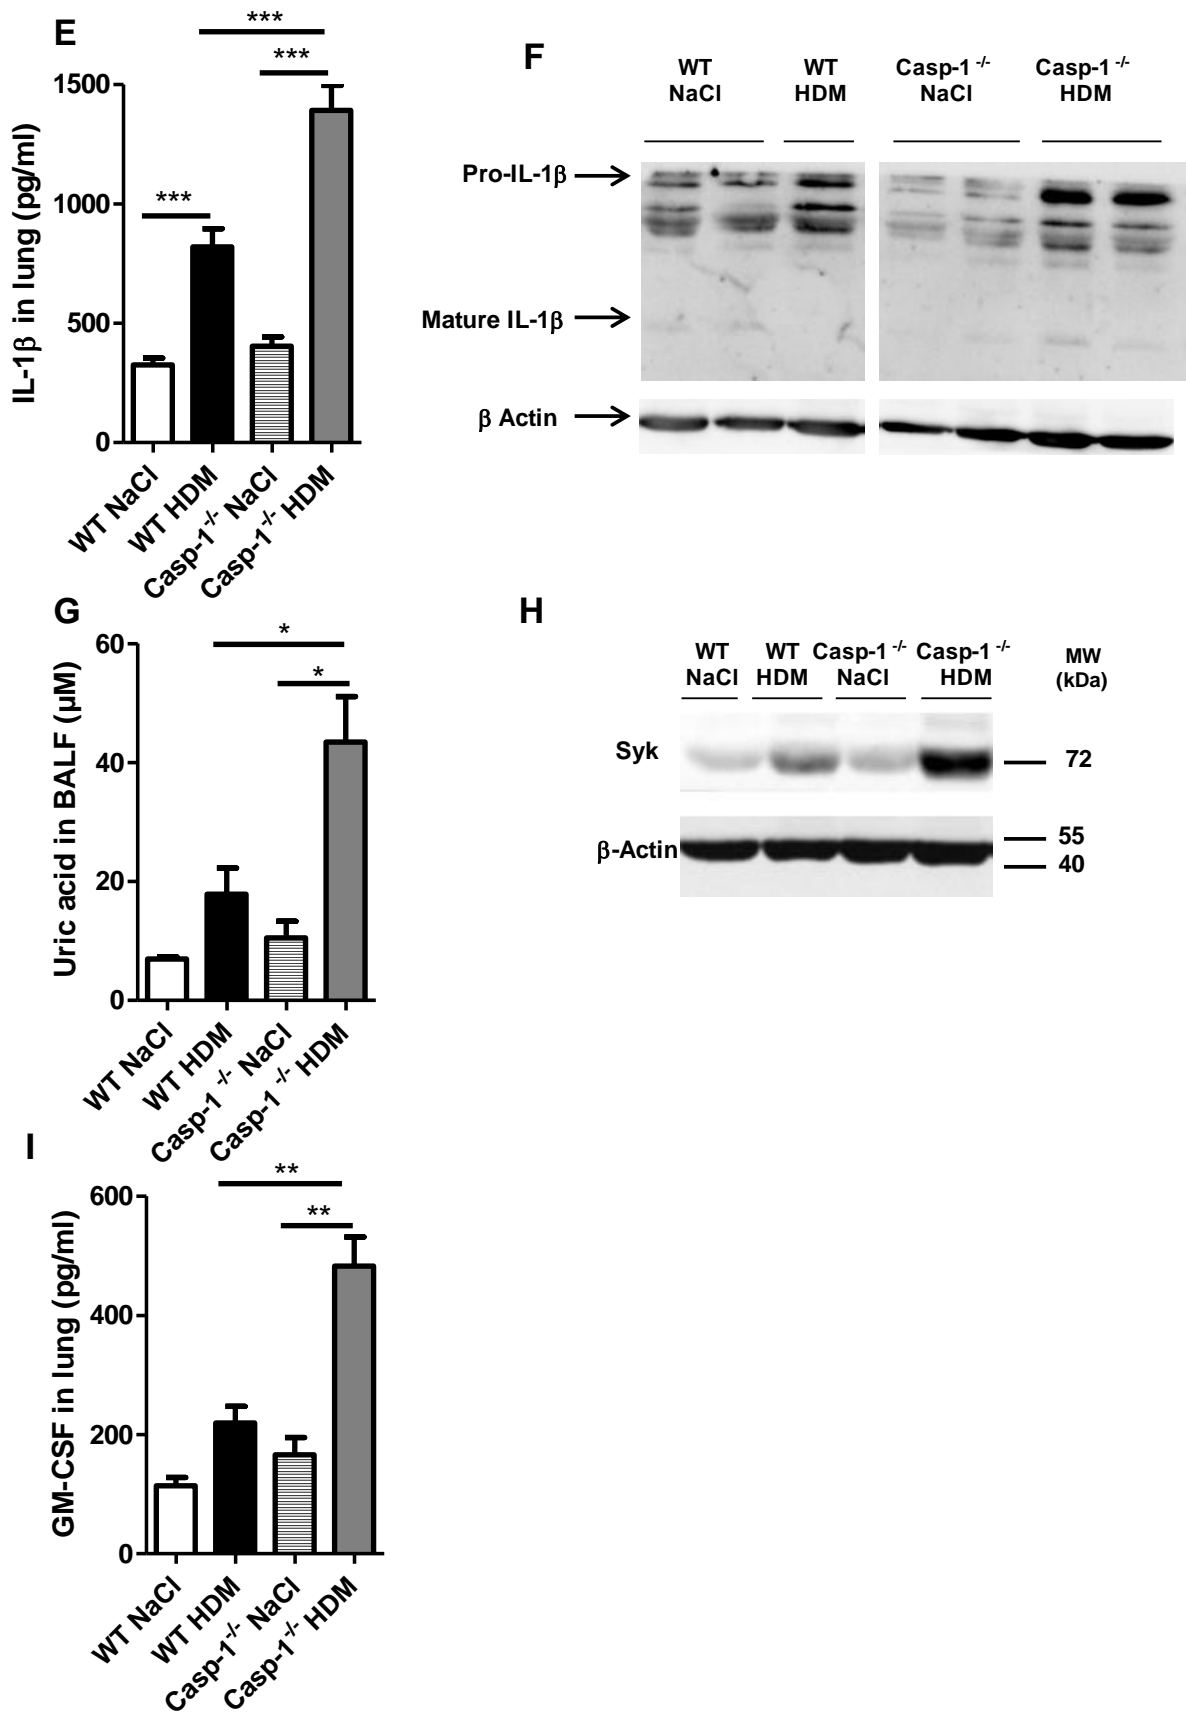 E
***
***
***
IL-1β in lung (pg/ml)
1500
1000
500
0
WT NaCl
WT HDM
Casp-1-/- NaCl
Casp-1-/- HDM
F
WT NaCl
WT HDM
Casp-1 -/- NaCl
Casp-1 -/- HDM
Pro-IL-1β
Mature IL-1β
β Actin
G
*
*
Uric acid in BALF (µM)
60
40
20
0
WT NaCl
WT HDM
Casp-1 -/- NaCl
Casp-1 -/- HDM
H
WT NaCl
WT HDM
Casp-1 -/- NaCl
Casp-1 -/- HDM
MW (kDa)
Syk
72
β-Actin
55
40
I
**
**
GM-CSF in lung (pg/ml)
600
400
200
0
WT NaCl
WT HDM
Casp-1-/- NaCl
Casp-1-/- HDM